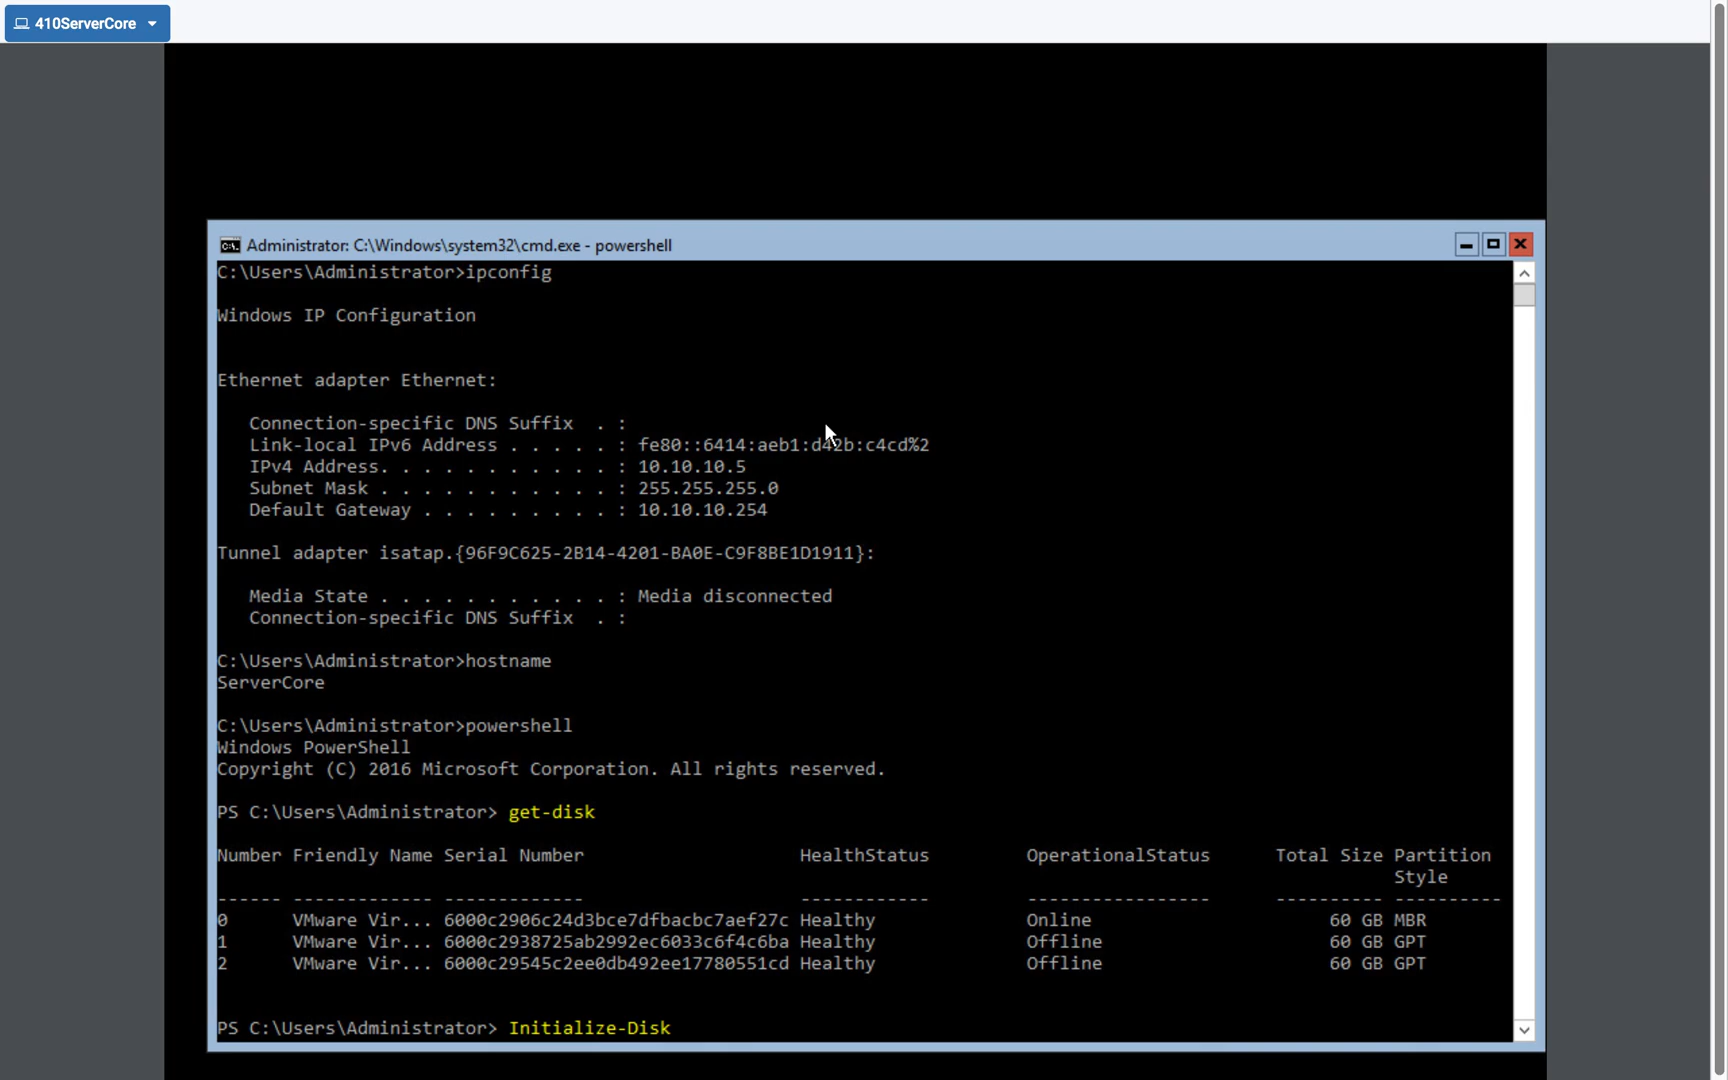 410ServerCore
Administrator: C:\Windows\system32\cmd.exe - powershell
C:\Users\Administrator>ipconfig
Windows IP Configuration
Ethernet adapter Ethernet:
   Connection-specific DNS Suffix  . :
   Link-local IPv6 Address . . . . . : fe80::6414:aeb1:d42b:c4cd%2
   IPv4 Address. . . . . . . . . . . : 10.10.10.5
   Subnet Mask . . . . . . . . . . . : 255.255.255.0
   Default Gateway . . . . . . . . . : 10.10.10.254
Tunnel adapter isatap.{96F9C625-2B14-4201-BA0E-C9F8BE1D1911}:
   Media State . . . . . . . . . . . : Media disconnected
   Connection-specific DNS Suffix  . :
C:\Users\Administrator>hostname
ServerCore
C:\Users\Administrator>powershell
Windows PowerShell
Copyright (C) 2016 Microsoft Corporation. All rights reserved.
PS C:\Users\Administrator> get-disk
Number Friendly Name Serial Number                    HealthStatus         OperationalStatus      Total Size Partition
                                                                                                             Style
------ ------------- -------------                    ------------         -----------------      ---------- ----------
0      VMware Vir... 6000c2906c24d3bce7dfbacbc7aef27c Healthy              Online                      60 GB MBR
1      VMware Vir... 6000c2938725ab2992ec6033c6f4c6ba Healthy              Offline                     60 GB GPT
2      VMware Vir... 6000c29545c2ee0db492ee17780551cd Healthy              Offline                     60 GB GPT
PS C:\Users\Administrator> Initialize-Disk